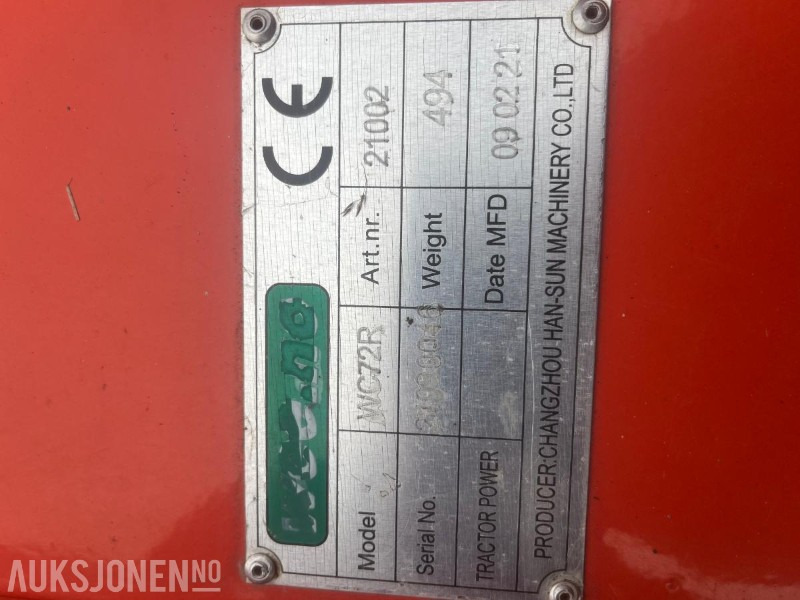 CE
Model WC72R Art.nr. 21002
Serial No. Weight 494
TRACTOR POWER Date MFD 09 02 21
PRODUCER:CHANGZHOU HAN-SUN MACHINERY CO.,LTD
AUKSJONEN.NO